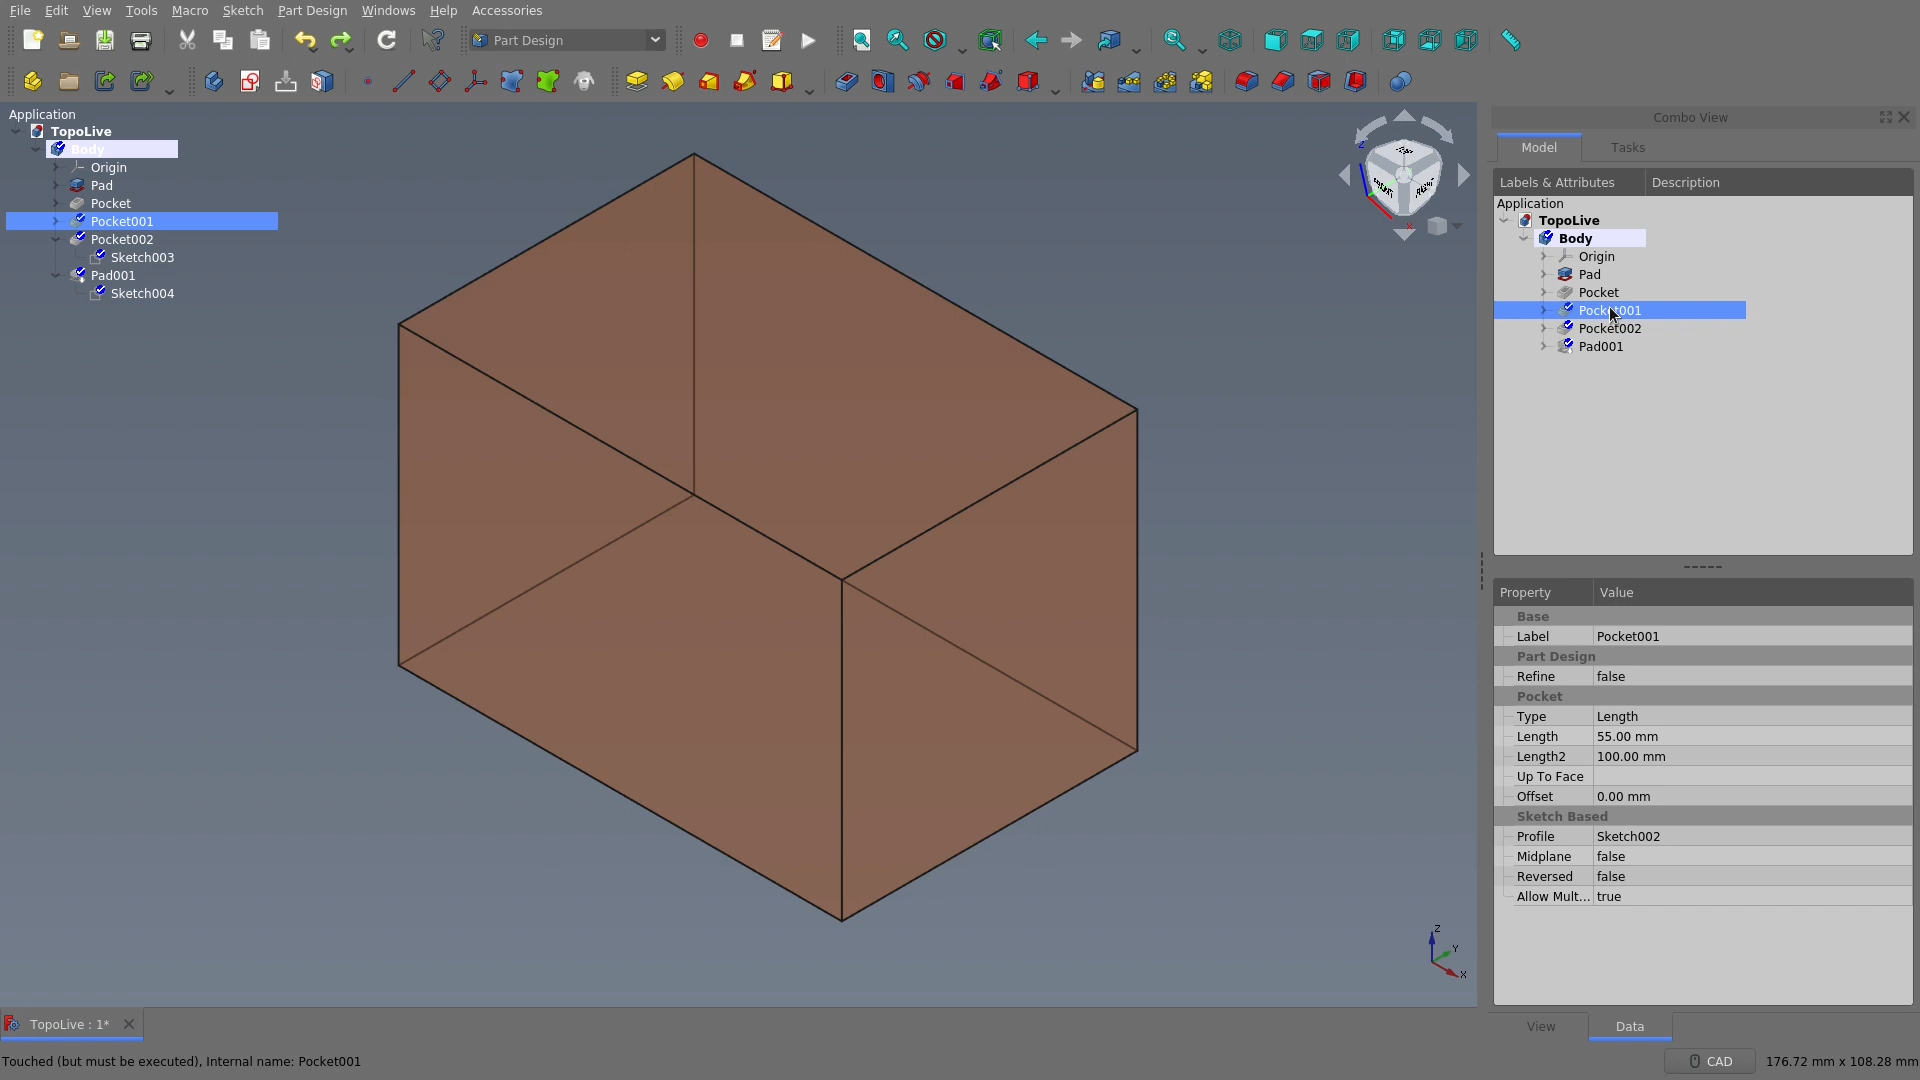 File Edit View Tools Macro Sketch Part Design Windows Help Accessories
Part Design
Application
TopoLive
Body
Origin
Pad
Pocket
Pocket001
Pocket002
Sketch003
Pad001
Sketch004
Z
X
Z
Y
X
Combo View
Model Tasks
Labels & Attributes Description
Application
TopoLive
Body
Origin
Pad
Pocket
Pocket001
Pocket002
Pad001
Property Value
Base
Label Pocket001
Part Design
Refine false
Pocket
Type Length
Length 55.00 mm
Length2 100.00 mm
Up To Face
Offset 0.00 mm
Sketch Based
Profile Sketch002
Midplane false
Reversed false
Allow Mult... true
View Data
TopoLive : 1*
Touched (but must be executed), Internal name: Pocket001
CAD 176.72 mm x 108.28 mm